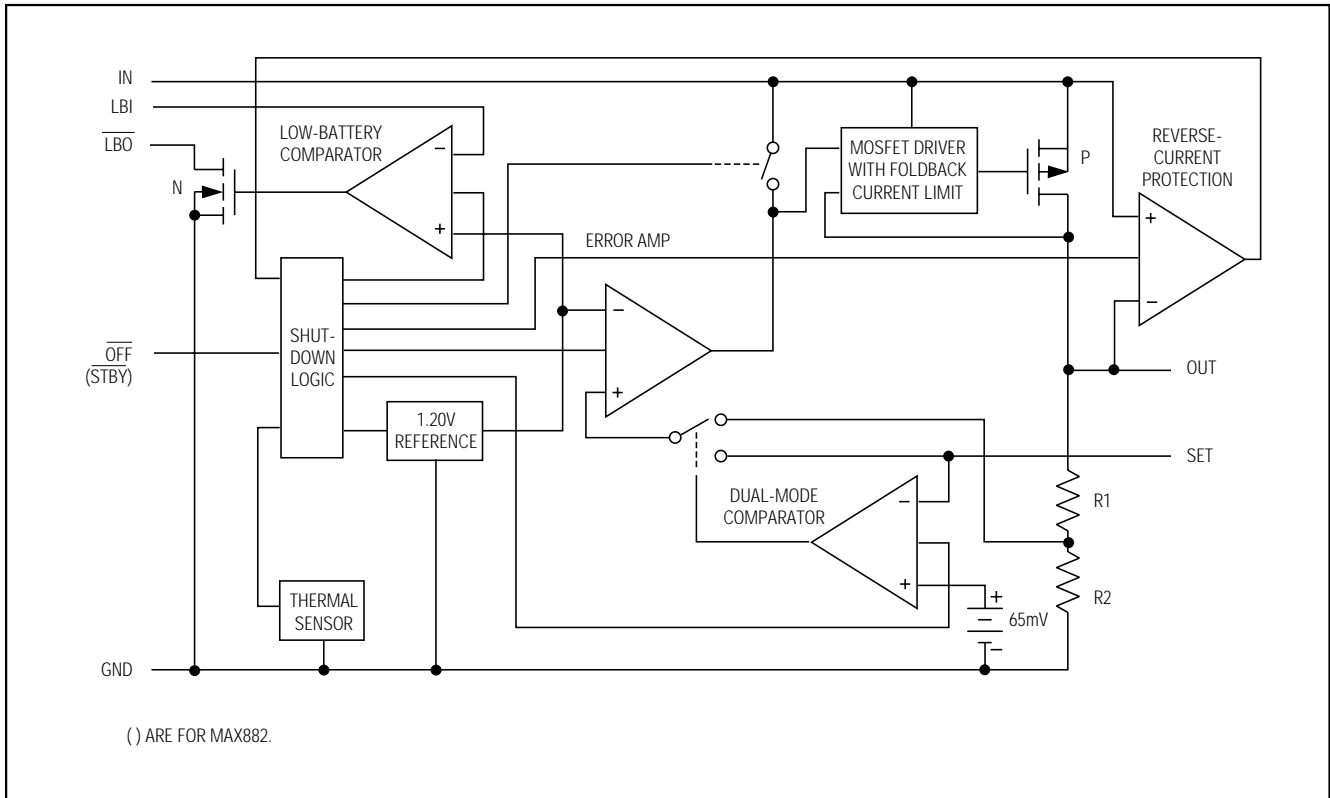 IN
LBI
LBO
N
LOW-BATTERY
COMPARATOR
−
+
MOSFET DRIVER
WITH FOLDBACK
CURRENT LIMIT
P
REVERSE-
CURRENT
PROTECTION
+
−
ERROR AMP
−
+
SHUT-
DOWN
LOGIC
OFF
(STBY)
1.20V
REFERENCE
OUT
SET
DUAL-MODE
COMPARATOR
−
+
R1
R2
+
65mV
−
THERMAL
SENSOR
GND
( ) ARE FOR MAX882.